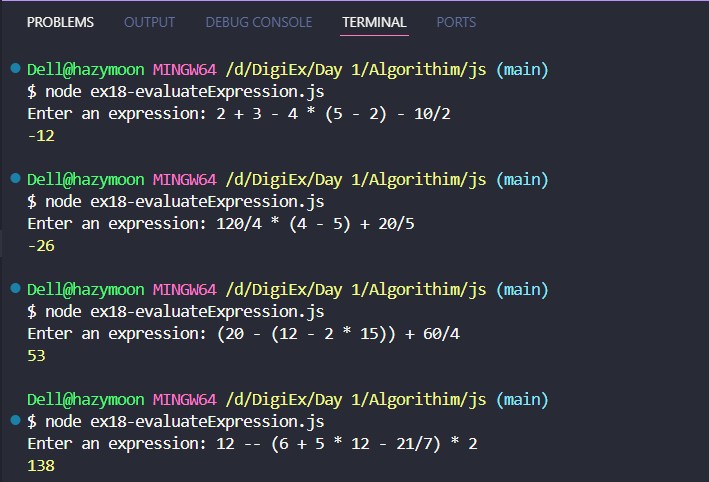 PROBLEMS OUTPUT DEBUG CONSOLE TERMINAL PORTS
Dell@hazymoon MINGW64 /d/DigiEx/Day 1/Algorithim/js (main)
$ node ex18-evaluateExpression.js
Enter an expression: 2 + 3 - 4 * (5 - 2) - 10/2
-12
Dell@hazymoon MINGW64 /d/DigiEx/Day 1/Algorithim/js (main)
$ node ex18-evaluateExpression.js
Enter an expression: 120/4 * (4 - 5) + 20/5
-26
Dell@hazymoon MINGW64 /d/DigiEx/Day 1/Algorithim/js (main)
$ node ex18-evaluateExpression.js
Enter an expression: (20 - (12 - 2 * 15)) + 60/4
53
Dell@hazymoon MINGW64 /d/DigiEx/Day 1/Algorithim/js (main)
$ node ex18-evaluateExpression.js
Enter an expression: 12 -- (6 + 5 * 12 - 21/7) * 2
138